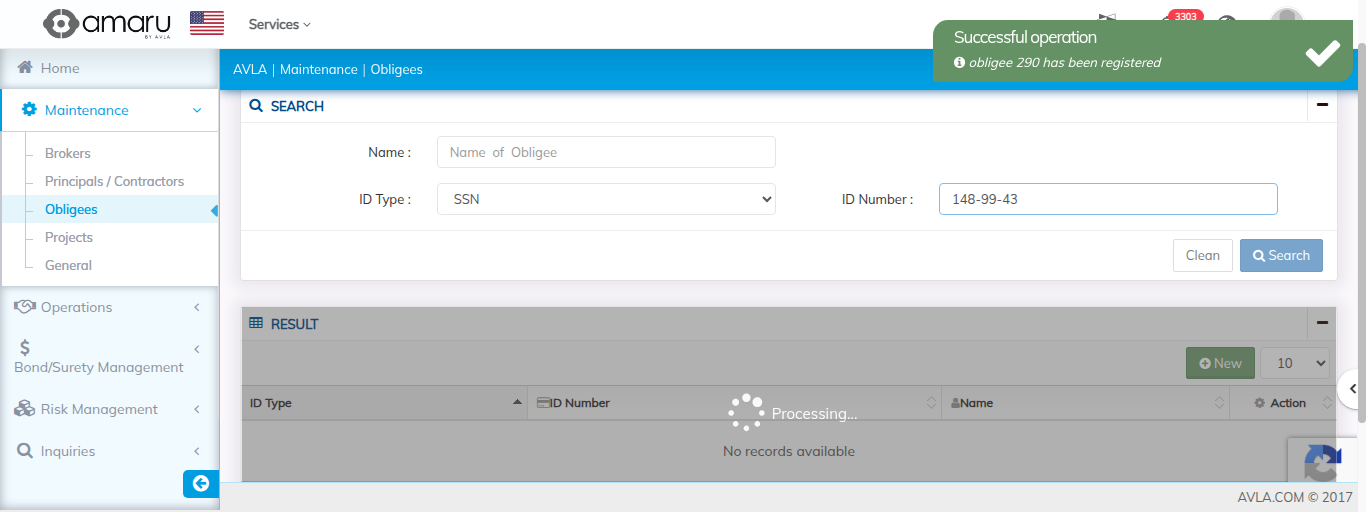 amaru
BY AVLA
Services
3303
Successful operation
obligee 290 has been registered
Home
AVLA | Maintenance | Obligees
Maintenance
SEARCH
Brokers
Name :
Name of Obligee
Principals / Contractors
ID Type :
SSN
ID Number :
148-99-43
Obligees
Projects
General
Clean
Search
Operations
RESULT
Bond/Surety Management
New
10
Risk Management
ID Type
ID Number
Name
Action
Processing...
Inquiries
No records available
AVLA.COM © 2017